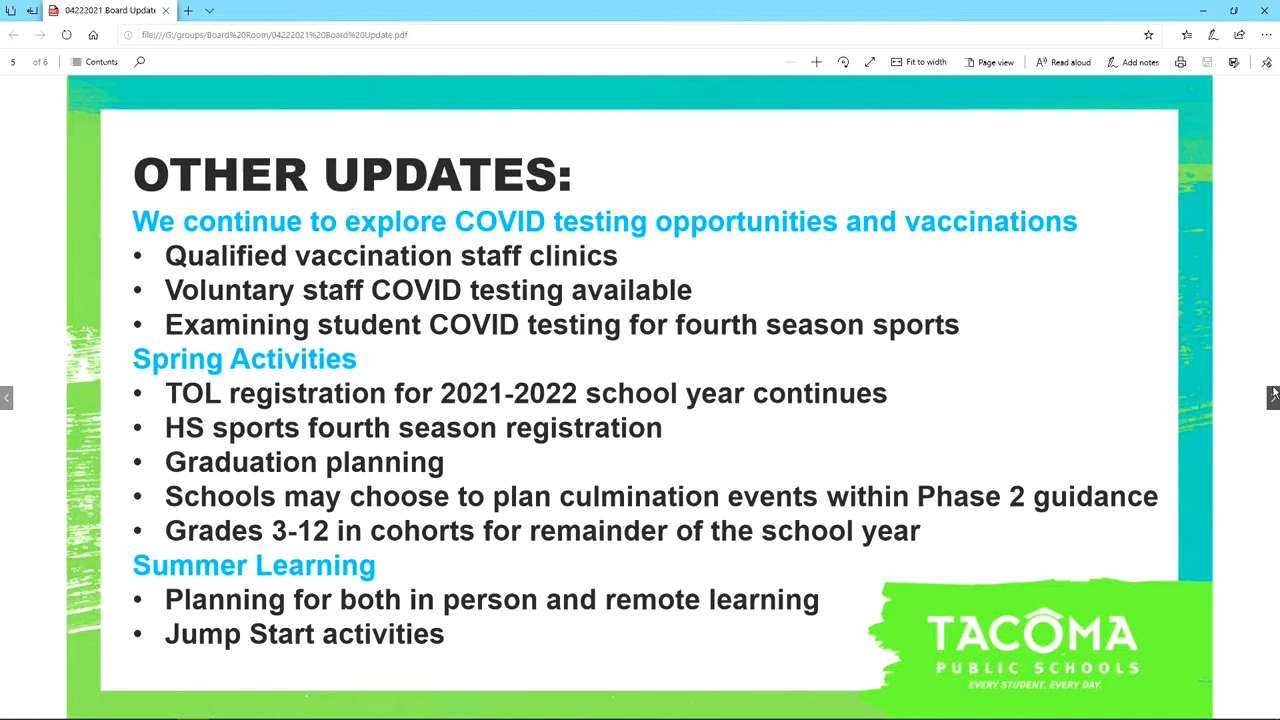 04222021 Board Update
file:///G:/groups/Board%20Room/04222021%20Board%20Update.pdf
5 of 6
Contents
Fit to width
Page view
Read aloud
Add notes
OTHER UPDATES:
We continue to explore COVID testing opportunities and vaccinations
• Qualified vaccination staff clinics
• Voluntary staff COVID testing available
• Examining student COVID testing for fourth season sports
Spring Activities
• TOL registration for 2021-2022 school year continues
• HS sports fourth season registration
• Graduation planning
• Schools may choose to plan culmination events within Phase 2 guidance
• Grades 3-12 in cohorts for remainder of the school year
Summer Learning
• Planning for both in person and remote learning
• Jump Start activities
TACOMA
PUBLIC SCHOOLS
EVERY STUDENT. EVERY DAY.